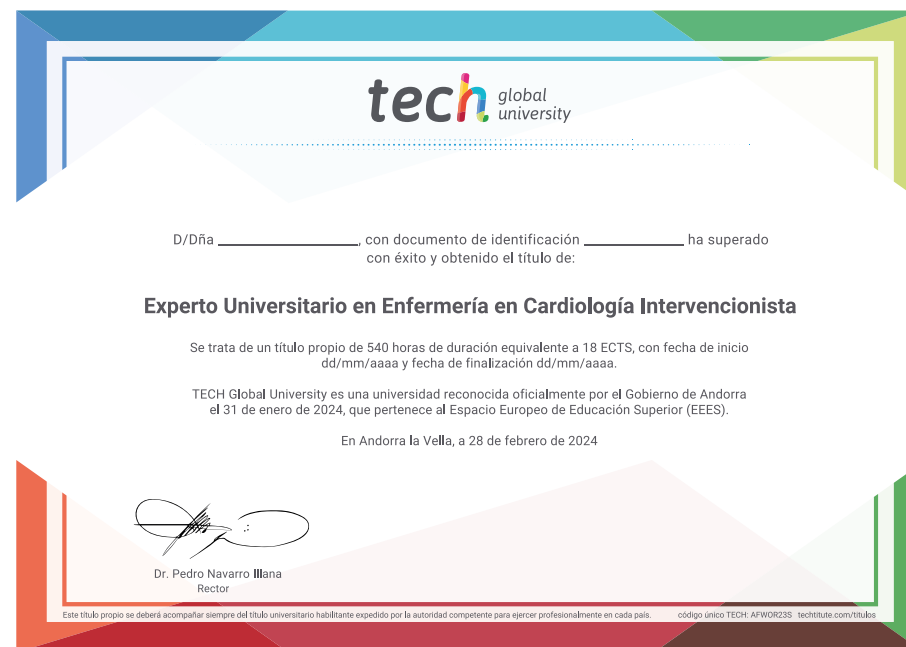 tech global university
D/Dña ____________________, con documento de identificación ______________ ha superado
con éxito y obtenido el título de:
Experto Universitario en Enfermería en Cardiología Intervencionista
Se trata de un título propio de 540 horas de duración equivalente a 18 ECTS, con fecha de inicio
dd/mm/aaaa y fecha de finalización dd/mm/aaaa.
TECH Global University es una universidad reconocida oficialmente por el Gobierno de Andorra
el 31 de enero de 2024, que pertenece al Espacio Europeo de Educación Superior (EEES).
En Andorra la Vella, a 28 de febrero de 2024
Dr. Pedro Navarro Illana
Rector
Este título propio se deberá acompañar siempre del título universitario habilitante expedido por la autoridad competente para ejercer profesionalmente en cada país. código único TECH: AFWOR23S techtitute.com/titulos